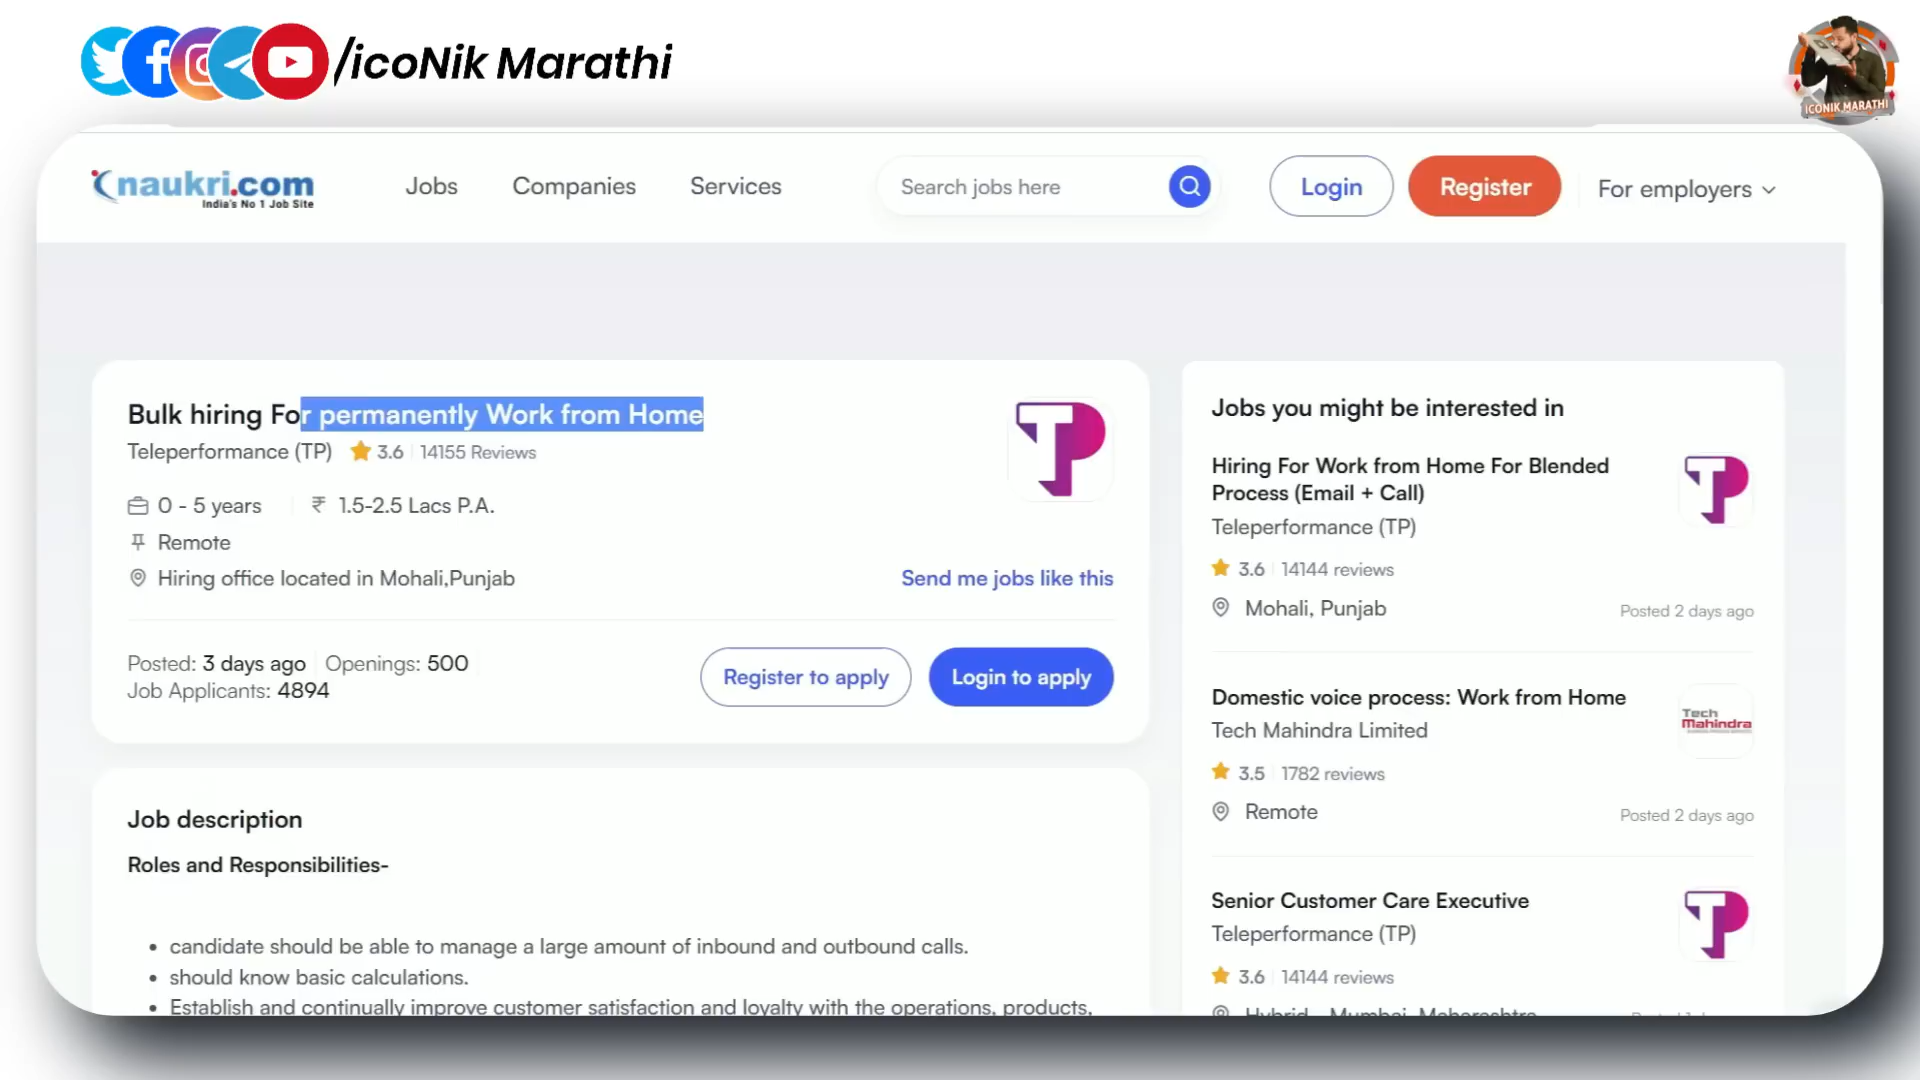 /icoNik Marathi
ICONIK MARATHI
naukri.com
India's No 1 Job Site
Jobs
Companies
Services
Search jobs here
Login
Register
For employers
Bulk hiring For permanently Work from Home
Teleperformance (TP) 3.6 14155 Reviews
0 - 5 years ₹ 1.5-2.5 Lacs P.A.
Remote
Hiring office located in Mohali,Punjab
Send me jobs like this
Posted: 3 days ago Openings: 500
Job Applicants: 4894
Register to apply
Login to apply
Job description
Roles and Responsibilities-
• candidate should be able to manage a large amount of inbound and outbound calls.
• should know basic calculations.
• Establish and continually improve customer satisfaction and loyalty with the operations, products,
Jobs you might be interested in
Hiring For Work from Home For Blended
Process (Email + Call)
Teleperformance (TP)
3.6 14144 reviews
Mohali, Punjab
Posted 2 days ago
Domestic voice process: Work from Home
Tech Mahindra Limited
Tech
Mahindra
3.5 1782 reviews
Remote
Posted 2 days ago
Senior Customer Care Executive
Teleperformance (TP)
3.6 14144 reviews
Hybrid - Mumbai, Maharashtra